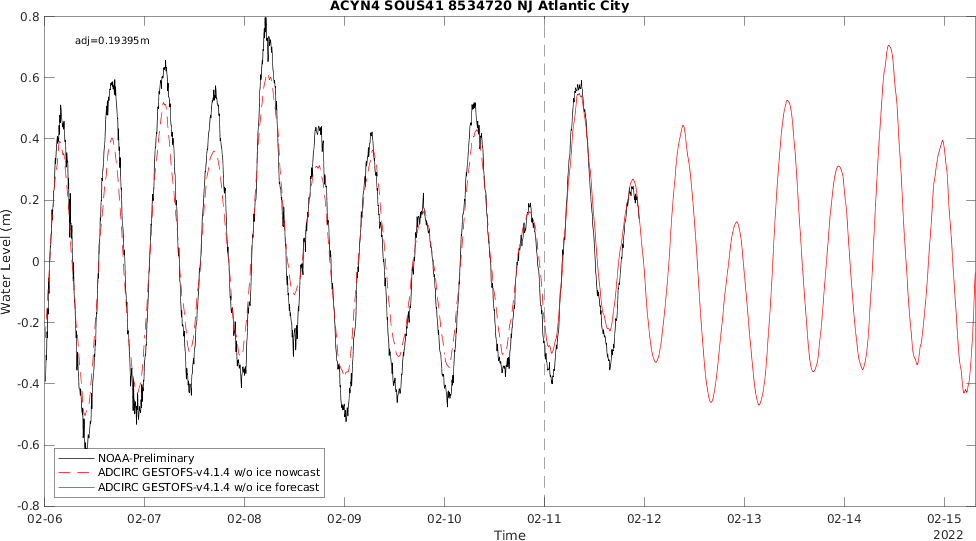 ACYN4 SOUS41 8534720 NJ Atlantic City
adj=0.19395m
0.8
0.6
0.4
0.2
0
-0.2
-0.4
-0.6
-0.8
Water Level (m)
NOAA-Preliminary
ADCIRC GESTOFS-v4.1.4 w/o ice nowcast
ADCIRC GESTOFS-v4.1.4 w/o ice forecast
02-06 02-07 02-08 02-09 02-10 02-11 02-12 02-13 02-14 02-15
Time
2022